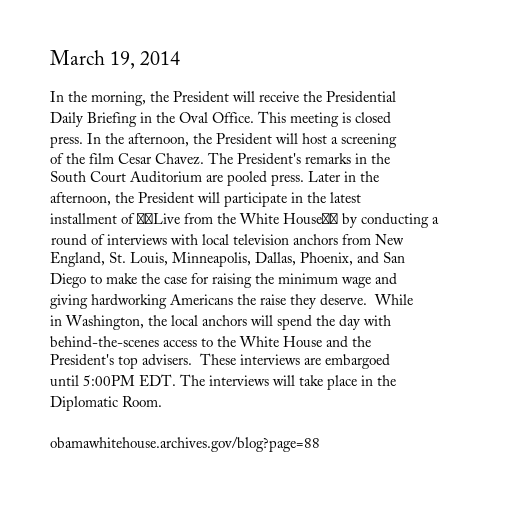 March 19, 2014
In the morning, the President will receive the Presidential
Daily Briefing in the Oval Office. This meeting is closed
press. In the afternoon, the President will host a screening
of the film Cesar Chavez. The President's remarks in the
South Court Auditorium are pooled press. Later in the
afternoon, the President will participate in the latest
installment of Live from the White House by conducting a
round of interviews with local television anchors from New
England, St. Louis, Minneapolis, Dallas, Phoenix, and San
Diego to make the case for raising the minimum wage and
giving hardworking Americans the raise they deserve.  While
in Washington, the local anchors will spend the day with
behind-the-scenes access to the White House and the
President's top advisers.  These interviews are embargoed
until 5:00PM EDT. The interviews will take place in the
Diplomatic Room.
obamawhitehouse.archives.gov/blog?page=88